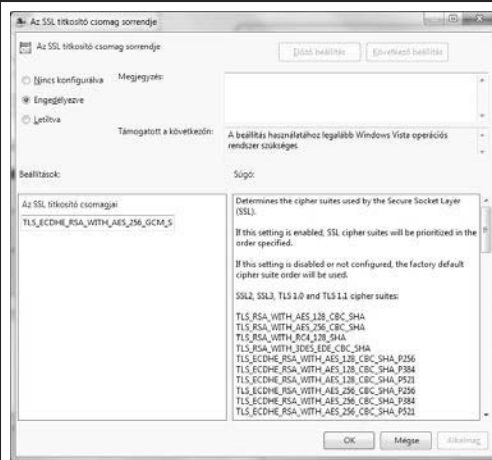 Az SSL titkosító csomag sorrendje
Az SSL titkosító csomag sorrendje
Előző beállítás
Következő beállítás
Nincs konfigurálva
Megjegyzés:
Engedélyezve
Letiltva
Támogatott a következőn:
A beállítás használatához legalább Windows Vista operációs
rendszer szükséges
Beállítások:
Súgó:
Az SSL titkosító csomagjai
TLS_ECDHE_RSA_WITH_AES_256_GCM_S
Determines the cipher suites used by the Secure Socket Layer
(SSL).
If this setting is enabled, SSL cipher suites will be prioritized in the
order specified.
If this setting is disabled or not configured, the factory default
cipher suite order will be used.
SSL2, SSL3, TLS 1.0 and TLS 1.1 cipher suites:
TLS_RSA_WITH_AES_128_CBC_SHA
TLS_RSA_WITH_AES_256_CBC_SHA
TLS_RSA_WITH_RC4_128_SHA
TLS_RSA_WITH_3DES_EDE_CBC_SHA
TLS_ECDHE_RSA_WITH_AES_128_CBC_SHA_P256
TLS_ECDHE_RSA_WITH_AES_128_CBC_SHA_P384
TLS_ECDHE_RSA_WITH_AES_128_CBC_SHA_P521
TLS_ECDHE_RSA_WITH_AES_256_CBC_SHA_P256
TLS_ECDHE_RSA_WITH_AES_256_CBC_SHA_P384
TLS_ECDHE_RSA_WITH_AES_256_CBC_SHA_P521
OK
Mégse
Alkalmaz